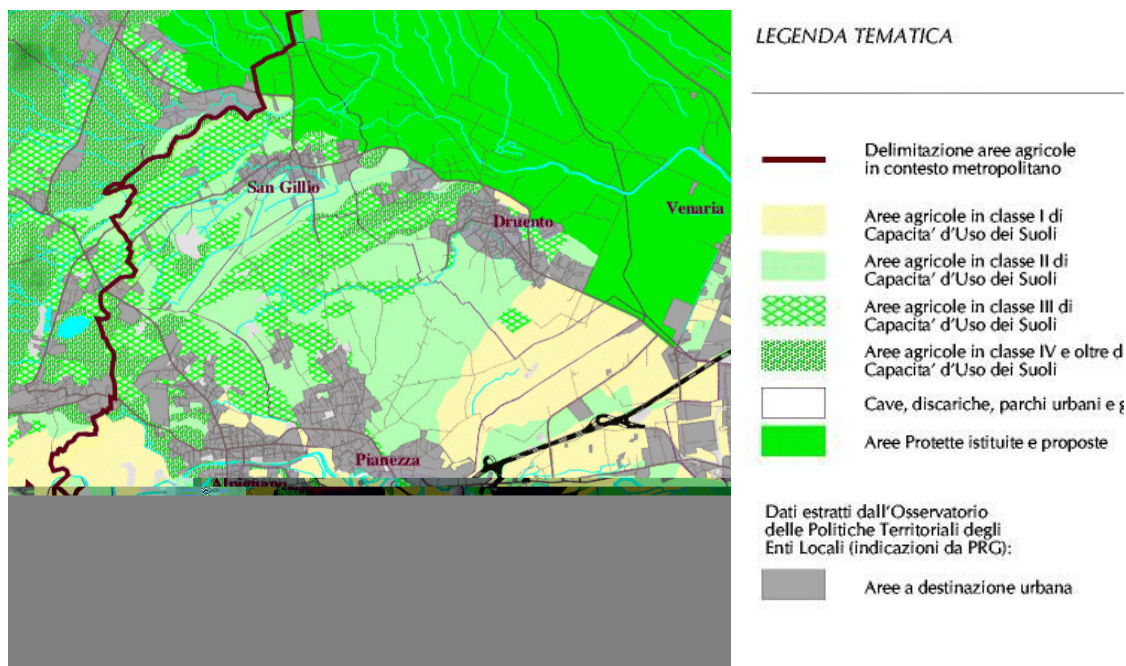 LEGENDA TEMATICA
Delimitazione aree agricole
in contesto metropolitano
Aree agricole in classe I di
Capacita' d'Uso dei Suoli
Aree agricole in classe II di
Capacita' d'Uso dei Suoli
Aree agricole in classe III di
Capacita' d'Uso dei Suoli
Aree agricole in classe IV e oltre d
Capacita' d'Uso dei Suoli
Cave, discariche, parchi urbani e g
Aree Protette istituite e proposte
Dati estratti dall'Osservatorio
delle Politiche Territoriali degli
Enti Locali (indicazioni da PRG):
Aree a destinazione urbana
San Gillio
Venaria
Druento
Pianezza
Alpignano